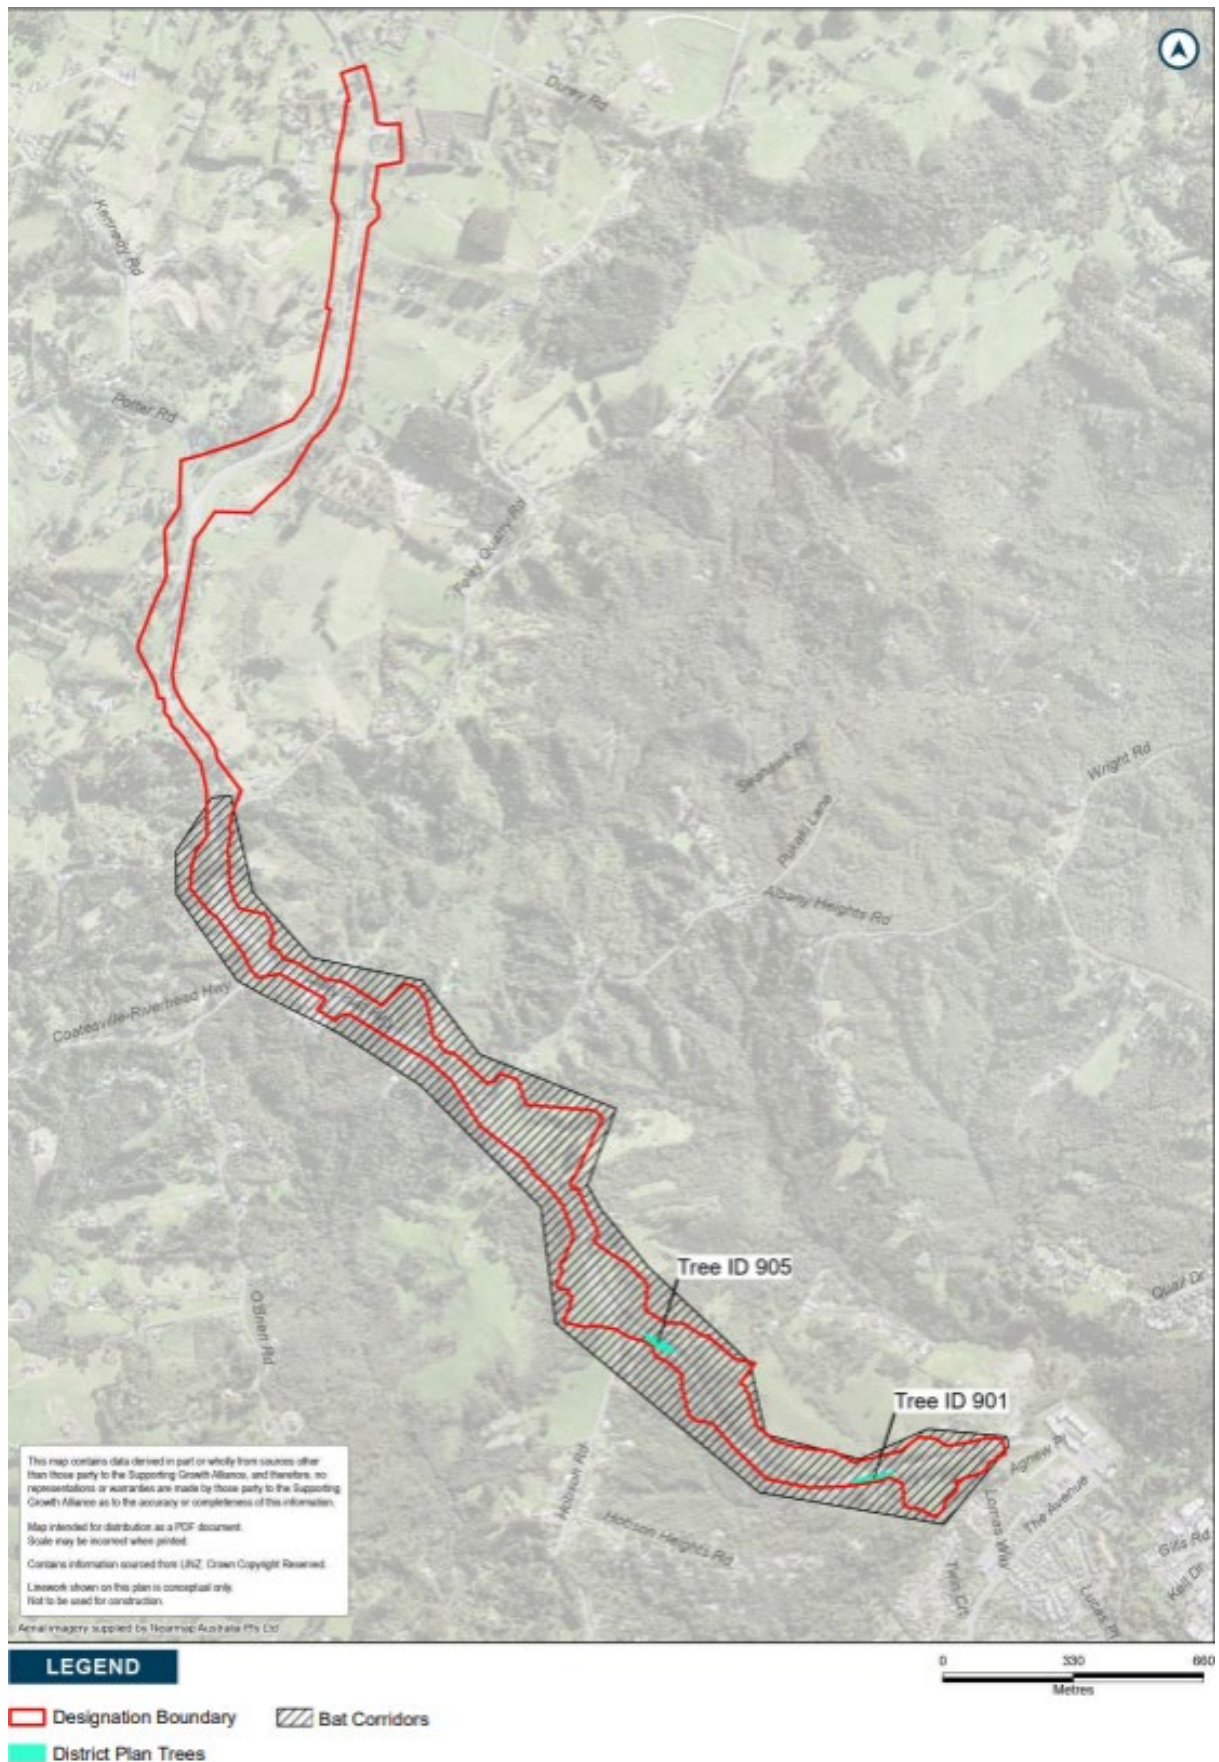 Durey Rd
Kennedy Rd
Porter Rd
Foley Quarry Rd
Seahawk Pl
Wright Rd
Pukatti Lane
Albany Heights Rd
Coatesville-Riverhead Hwy
Tree ID 905
Quail Dr
O'Brien Rd
Tree ID 901
Agnew Pl
Hobson Rd
The Avenue
Lornas Way
Hobson Heights Rd
Gills Rd
Kell Dr
Twin Crt
Lucas Pl
This map contains data derived in part or wholly from sources other
than those party to the Supporting Growth Alliance, and therefore, no
representations or warranties are made by those party to the Supporting
Growth Alliance as to the accuracy or completeness of this information.
Map intended for distribution as a PDF document.
Scale may be incorrect when printed.
Contains information sourced from LINZ. Crown Copyright Reserved.
Linework shown on this plan is conceptual only.
Not to be used for construction.
Aerial imagery supplied by Nearmap Australia Pty Ltd
LEGEND
0 330 660
Metres
Designation Boundary
Bat Corridors
District Plan Trees